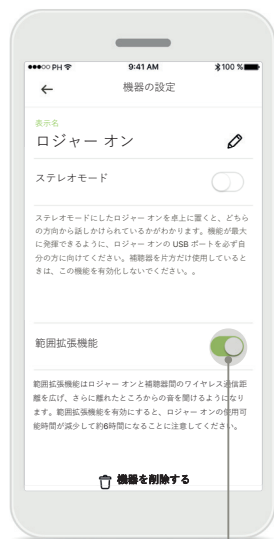 ●●●○○ PH 9:41 AM 100 %
機器の設定
表示名
ロジャー オン
ステレオモード
ステレオモードにしたロジャー オンを卓上に置くと、どちら
の方向から話しかけられているかがわかります。機能が最大
に発揮できるように、ロジャー オンの USB ポートを必ず自
分の方に向けてください。補聴器を片方だけ使用していると
きは、この機能を有効化しないでください。。
範囲拡張機能
範囲拡張機能はロジャー オンと補聴器間のワイヤレス通信距
離を広げ、さらに離れたところからの音を聞けるようになり
ます。範囲拡張機能を有効にすると、ロジャー オンの使用可
能時間が減少して約6時間になることに注意してください。
機器を削除する